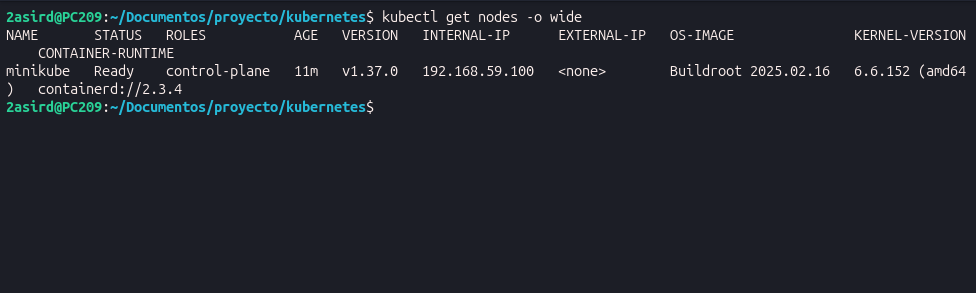 2asird@PC209:~/Documentos/proyecto/kubernetes$ kubectl get nodes -o wide
NAME       STATUS   ROLES           AGE   VERSION   INTERNAL-IP      EXTERNAL-IP   OS-IMAGE               KERNEL-VERSION
    CONTAINER-RUNTIME
minikube   Ready    control-plane   11m   v1.37.0   192.168.59.100   <none>        Buildroot 2025.02.16   6.6.152 (amd64
)   containerd://2.3.4
2asird@PC209:~/Documentos/proyecto/kubernetes$